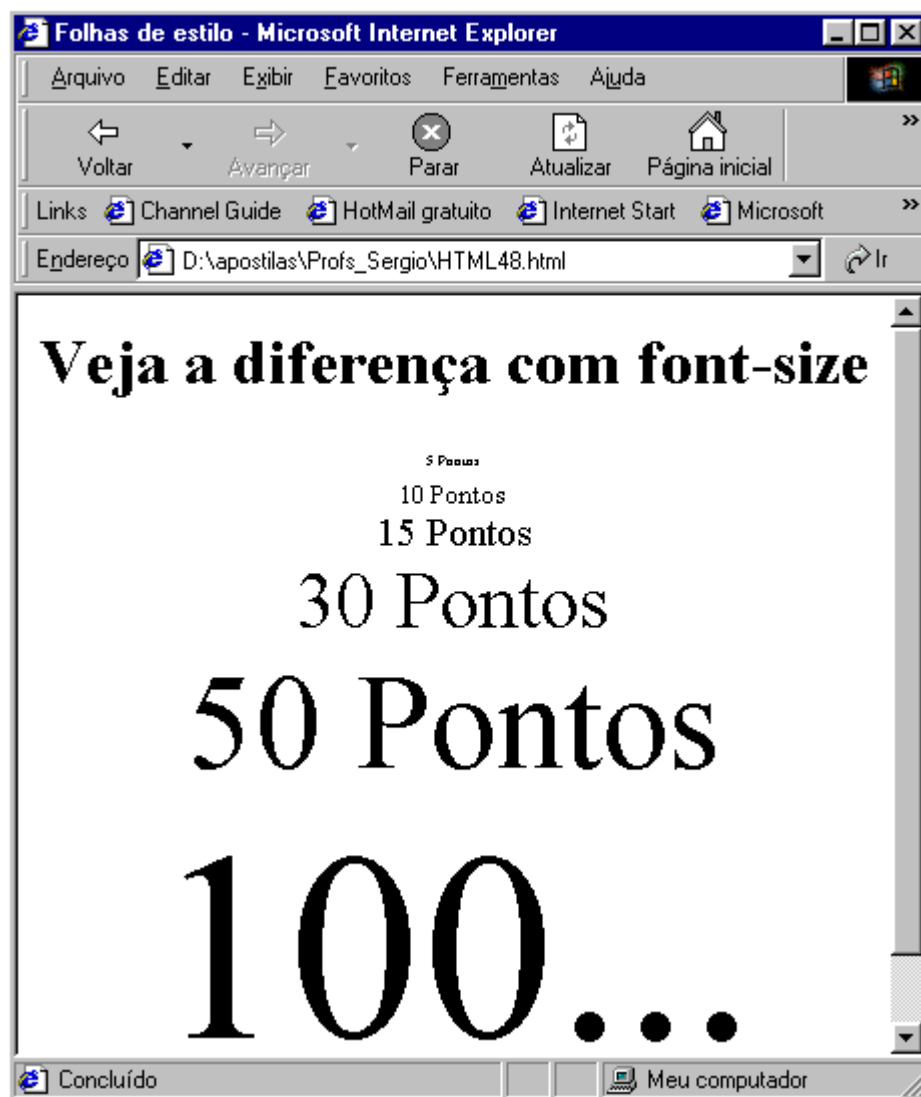 Folhas de estilo - Microsoft Internet Explorer
Arquivo Editar Exibir Favoritos Ferramentas Ajuda
»
Voltar Avançar Parar Atualizar Página inicial
Links Channel Guide HotMail gratuito Internet Start Microsoft »
Endereço D:\apostilas\Profs_Sergio\HTML48.html Ir
Veja a diferença com font-size
5 Pontos
10 Pontos
15 Pontos
30 Pontos
50 Pontos
100...
Concluído Meu computador